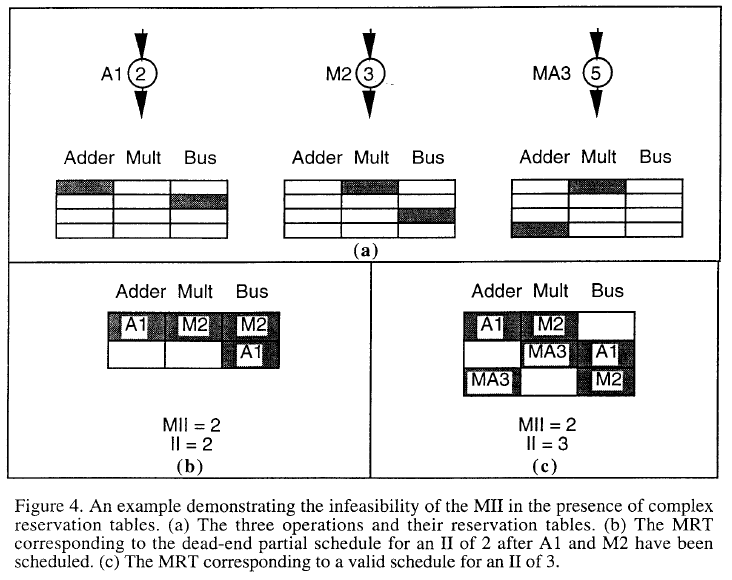 A1 2 M2 3 MA3 5
Adder Mult Bus Adder Mult Bus Adder Mult Bus
(a)
Adder Mult Bus
A1 M2 M2
A1
MII = 2
II = 2
(b)
Adder Mult Bus
A1 M2
MA3 A1
MA3 M2
MII = 2
II = 3
(c)
Figure 4. An example demonstrating the infeasibility of the MII in the presence of complex
reservation tables. (a) The three operations and their reservation tables. (b) The MRT
corresponding to the dead-end partial schedule for an II of 2 after A1 and M2 have been
scheduled. (c) The MRT corresponding to a valid schedule for an II of 3.